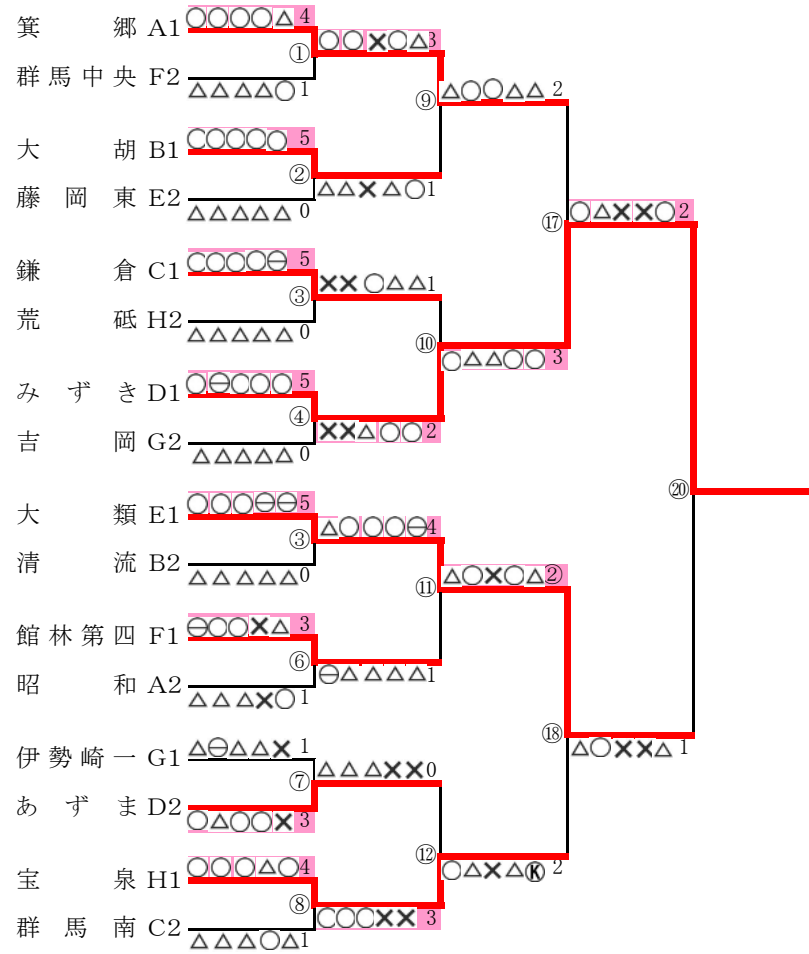 箕郷 A1 ○○○○△ 4
① ○○×○△ 3
群馬中央 F2 △△△△○ 1
⑨ △○○△△ 2
大胡 B1 ○○○○○ 5
② △△×△○ 1
藤岡東 E2 △△△△△ 0
⑰ ○△××○ 2
鎌倉 C1 ○○○○⊖ 5
③ ××○△△ 1
荒砥 H2 △△△△△ 0
⑩ ○△△○○ 3
みずき D1 ○⊖○○○ 5
④ ××△○○ 2
吉岡 G2 △△△△△ 0
⑳
大類 E1 ○○○⊖⊖ 5
③ △○○○⊖ 4
清流 B2 △△△△△ 0
⑪ △○×○△ ②
館林第四 F1 ⊖○○×△ 3
⑥ ⊖△△△△ 1
昭和 A2 △△△×○ 1
⑱ △○××△ 1
伊勢崎一 G1 △⊖△△× 1
⑦ △△△×× 0
あずま D2 ○△○○× 3
⑫ ○△×△Ⓚ 2
宝泉 H1 ○○○△○ 4
⑧ ○○○×× 3
群馬南 C2 △△△○△ 1